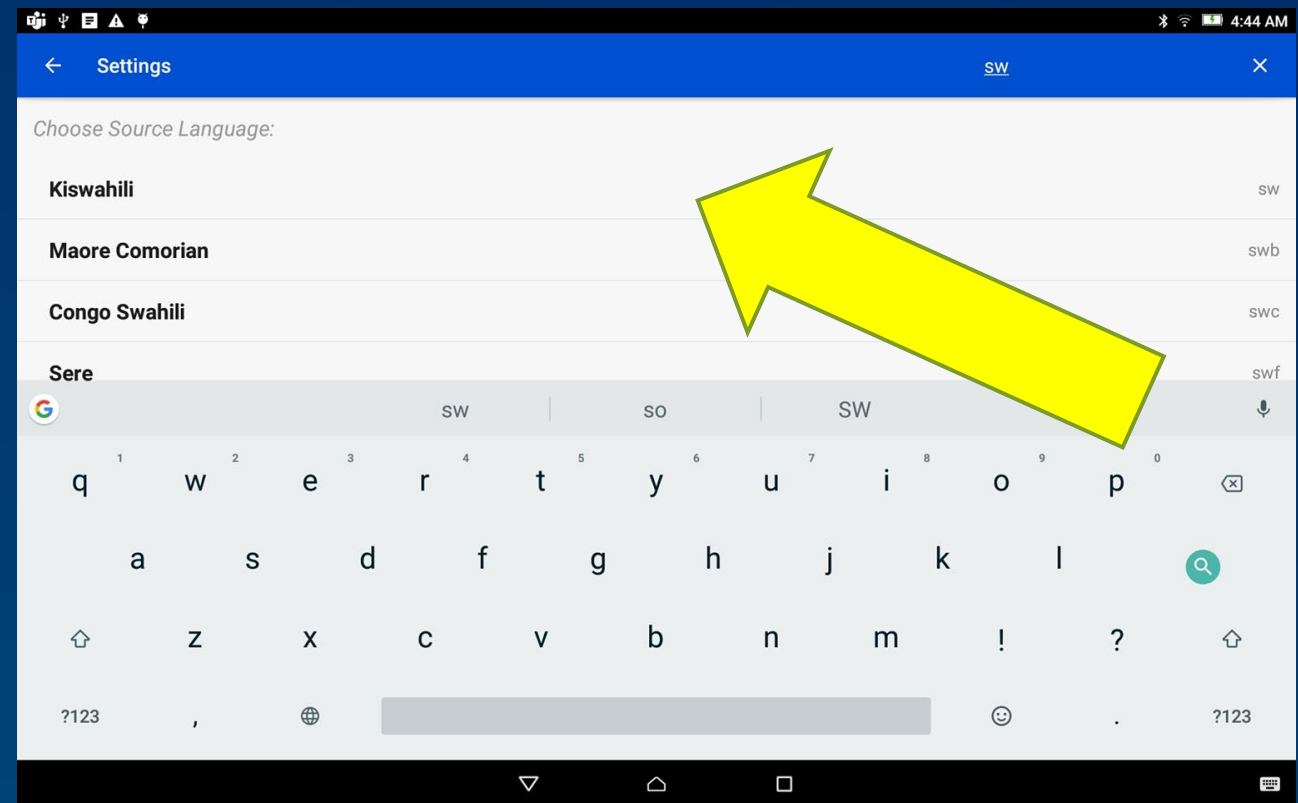 4:44 AM
Settings sw
Choose Source Language:
Kiswahili sw
Maore Comorian swb
Congo Swahili swc
Sere swf
sw so SW
1 2 3 4 5 6 7 8 9 0
q w e r t y u i o p
a s d f g h j k l
z x c v b n m ! ?
?123 , . ?123